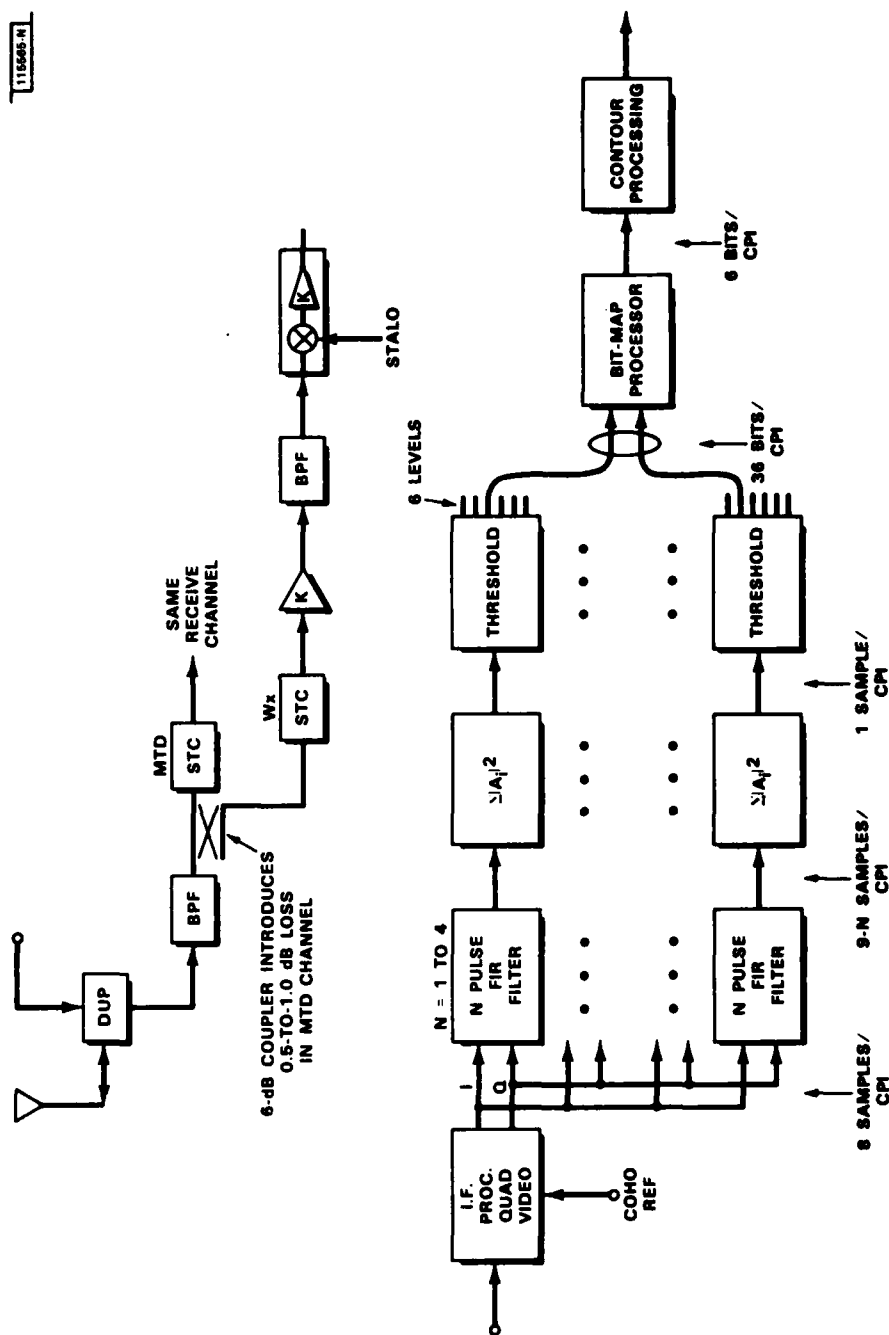 115565-N
DUP
BPF
MTD
STC
SAME
RECEIVE
CHANNEL
6-dB COUPLER INTRODUCES
0.5-TO-1.0 dB LOSS
IN MTD CHANNEL
Wx
STC
K
BPF
K
STALO
I.F.
PROC.
QUAD
VIDEO
COHO
REF
I
Q
8 SAMPLES/
CPI
N = 1 TO 4
N PULSE
FIR
FILTER
N PULSE
FIR
FILTER
9-N SAMPLES/
CPI
Σ|Aᵢ|²
Σ|Aᵢ|²
1 SAMPLE/
CPI
THRESHOLD
THRESHOLD
6 LEVELS
36 BITS/
CPI
BIT-MAP
PROCESSOR
6 BITS/
CPI
CONTOUR
PROCESSING